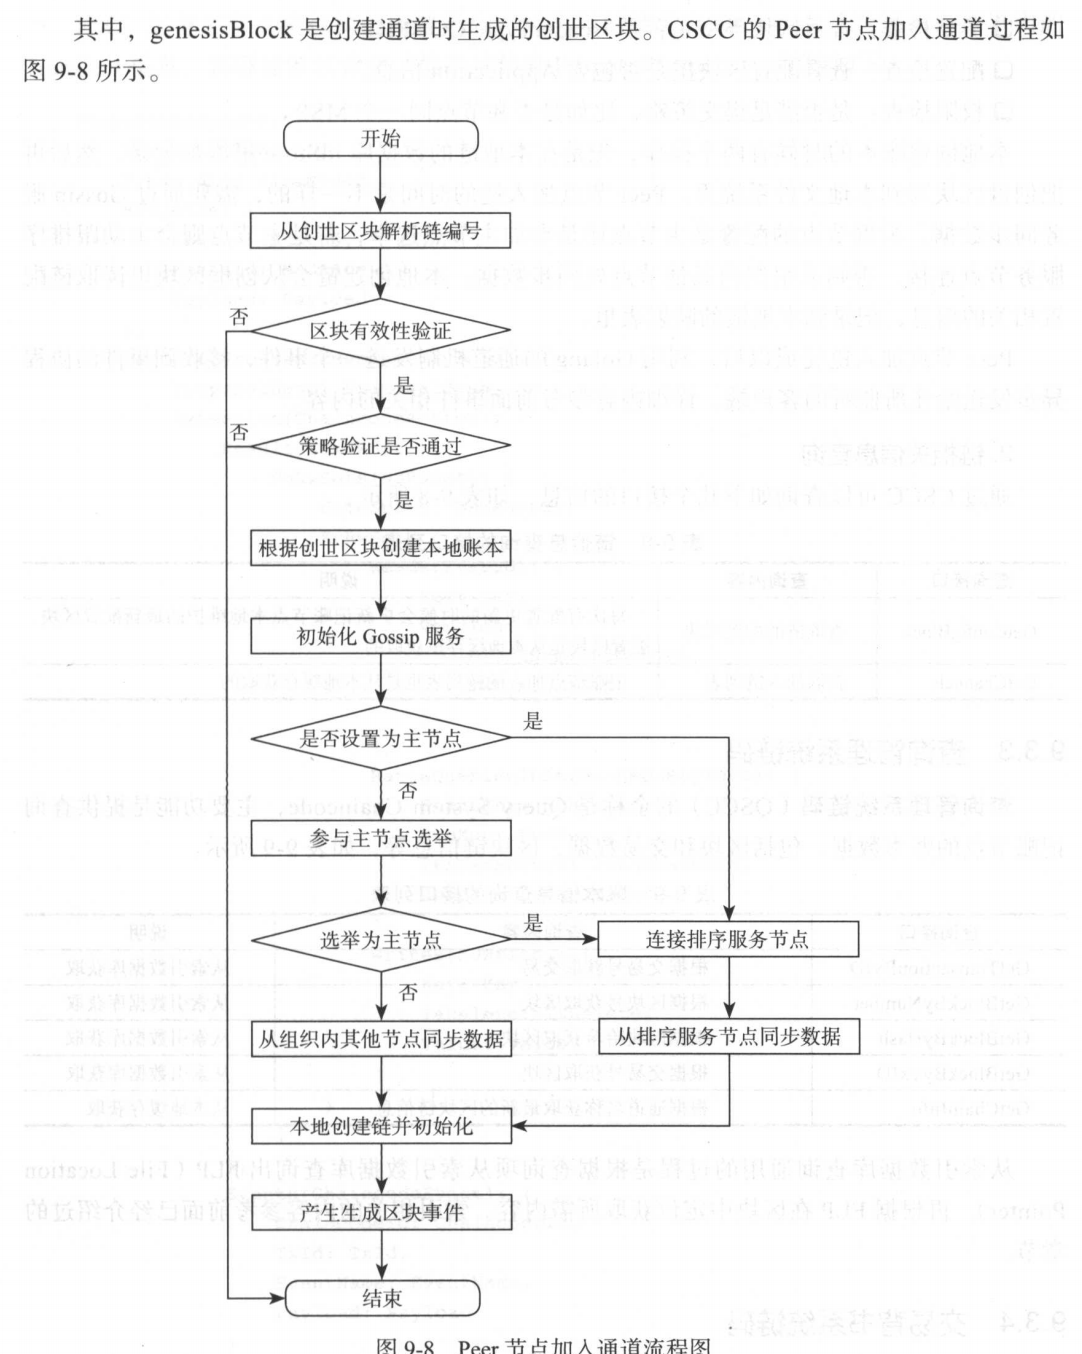 其中，genesisBlock 是创建通道时生成的创世区块。CSCC 的 Peer 节点加入通道过程如
图 9-8 所示。
开始
从创世区块解析链编号
否
区块有效性验证
是
否
策略验证是否通过
是
根据创世区块创建本地账本
初始化 Gossip 服务
是否设置为主节点
是
否
参与主节点选举
选举为主节点
是
连接排序服务节点
否
从组织内其他节点同步数据
从排序服务节点同步数据
本地创建链并初始化
产生生成区块事件
结束
图 9-8 Peer 节点加入通道流程图